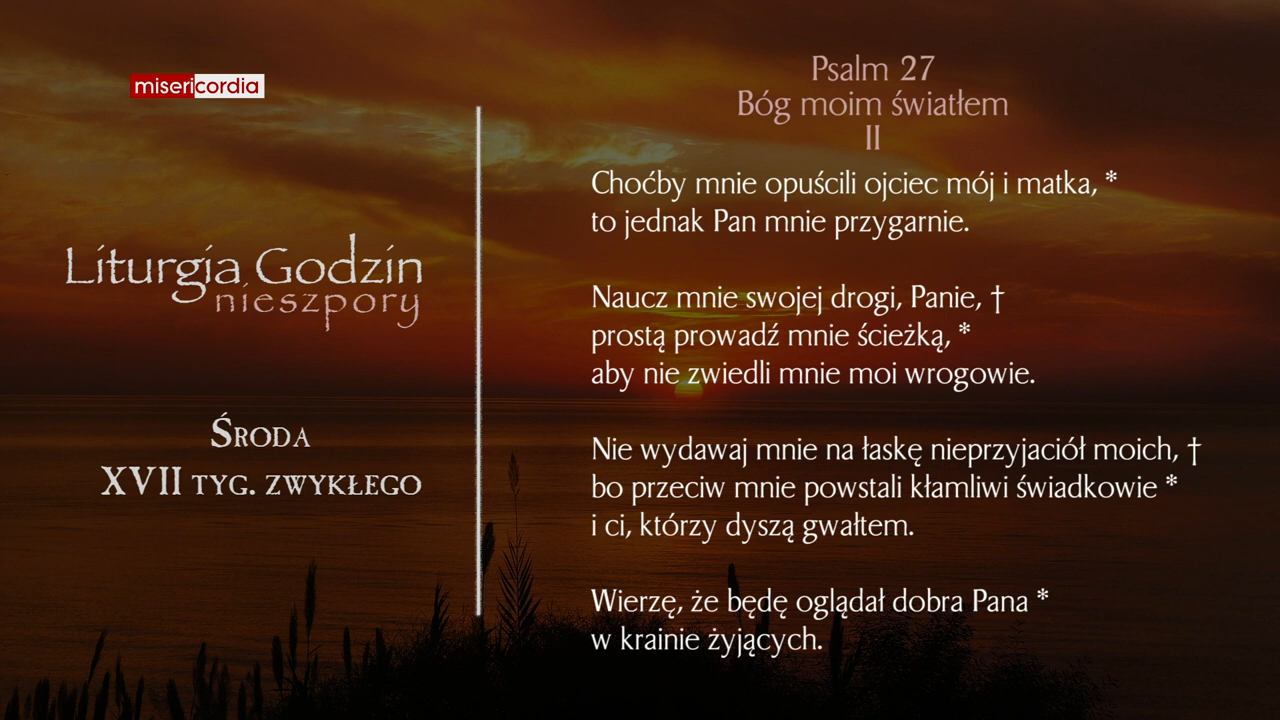 misericordia
Liturgia Godzin
nieszpory
Środa
XVII tyg. zwykłego
Psalm 27
Bóg moim światłem
II
Choćby mnie opuścili ojciec mój i matka, *
to jednak Pan mnie przygarnie.
Naucz mnie swojej drogi, Panie, †
prostą prowadź mnie ścieżką, *
aby nie zwiedli mnie moi wrogowie.
Nie wydawaj mnie na łaskę nieprzyjaciół moich, †
bo przeciw mnie powstali kłamliwi świadkowie *
i ci, którzy dyszą gwałtem.
Wierzę, że będę oglądał dobra Pana *
w krainie żyjących.